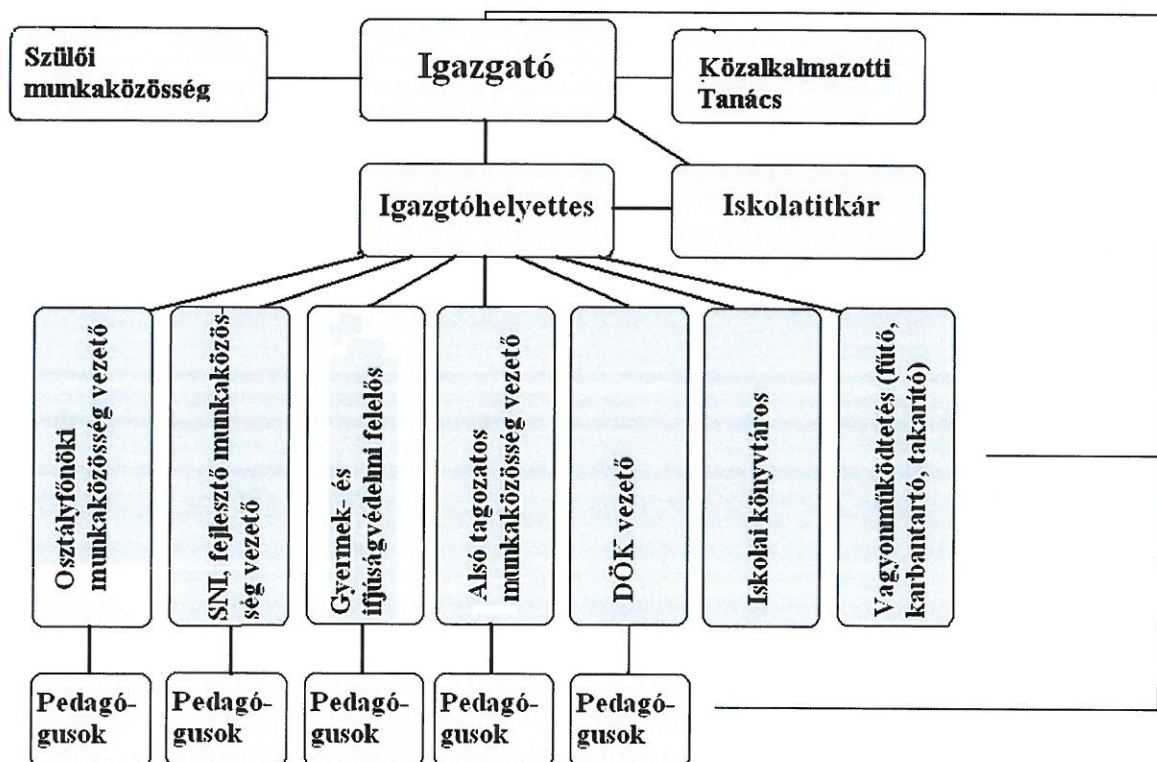 Szülői
munkaközösség
Igazgató
Közalkalmazotti
Tanács
Igazgtóhelyettes
Iskolatitkár
Osztályfőnöki
munkaközösség vezető
SNI, fejlesztő munkaközös-
ség vezető
Gyermek- és
ifjuságvédelmi felelős
Alsó tagozatos
munkaközösség vezető
DÖK vezető
Iskolai könyvtáros
Vagyonműködtetés (fűtő,
karbantartó, takarító)
Pedagó-
gusok
Pedagó-
gusok
Pedagó-
gusok
Pedagó-
gusok
Pedagó-
gusok